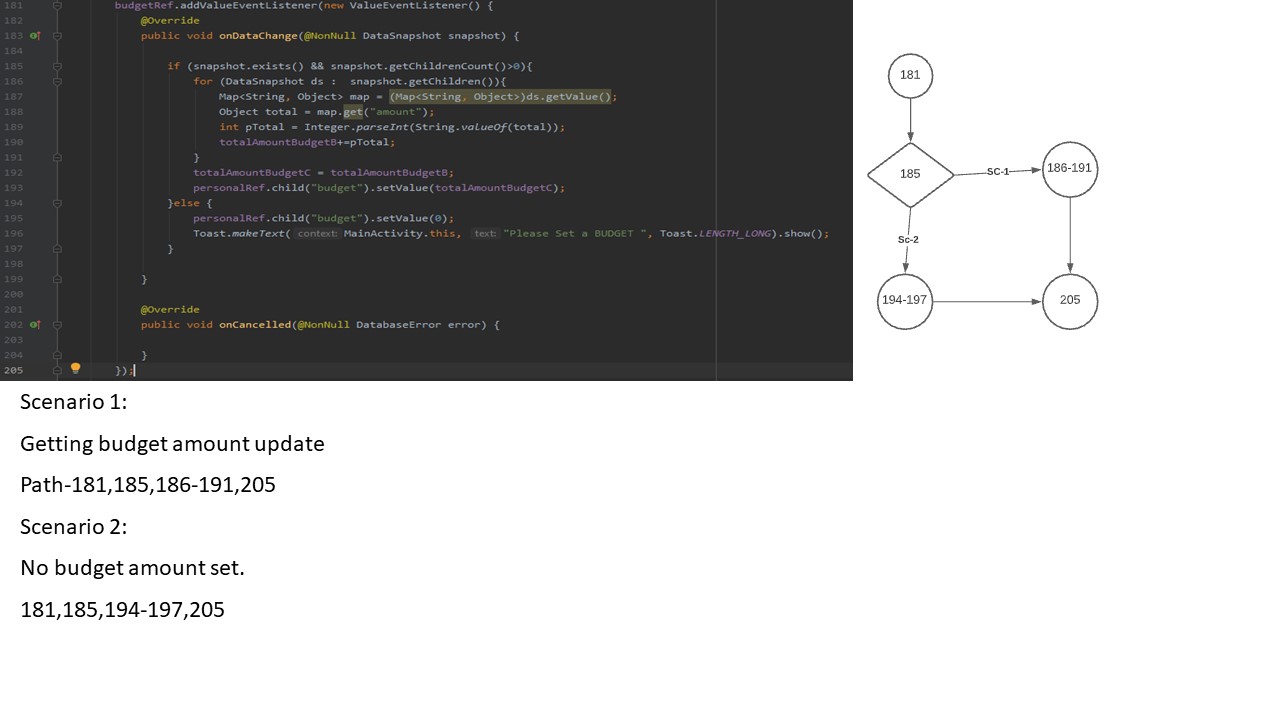 181 budgetRef.addValueEventListener(new ValueEventListener() {
182 @Override
183 public void onDataChange(@NonNull DataSnapshot snapshot) {
184
185 if (snapshot.exists() && snapshot.getChildrenCount()>0){
186 for (DataSnapshot ds :  snapshot.getChildren()){
187 Map<String, Object> map = (Map<String, Object>)ds.getValue();
188 Object total = map.get("amount");
189 int pTotal = Integer.parseInt(String.valueOf(total));
190 totalAmountBudgetB+=pTotal;
191 }
192 totalAmountBudgetC = totalAmountBudgetB;
193 personalRef.child("budget").setValue(totalAmountBudgetC);
194 }else {
195 personalRef.child("budget").setValue(0);
196 Toast.makeText( context: MainActivity.this, text: "Please Set a BUDGET ", Toast.LENGTH_LONG).show();
197 }
198
199 }
200
201 @Override
202 public void onCancelled(@NonNull DatabaseError error) {
203
204 }
205 });
181
185
SC-1
186-191
Sc-2
194-197
205
Scenario 1:
Getting budget amount update
Path-181,185,186-191,205
Scenario 2:
No budget amount set.
181,185,194-197,205